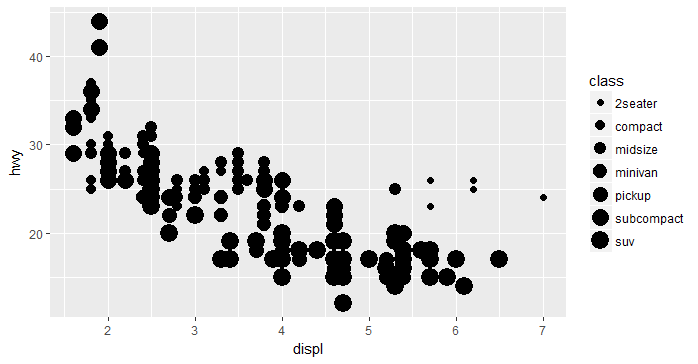 hwy
40
30
20
2
3
4
5
6
7
displ
class
2seater
compact
midsize
minivan
pickup
subcompact
suv